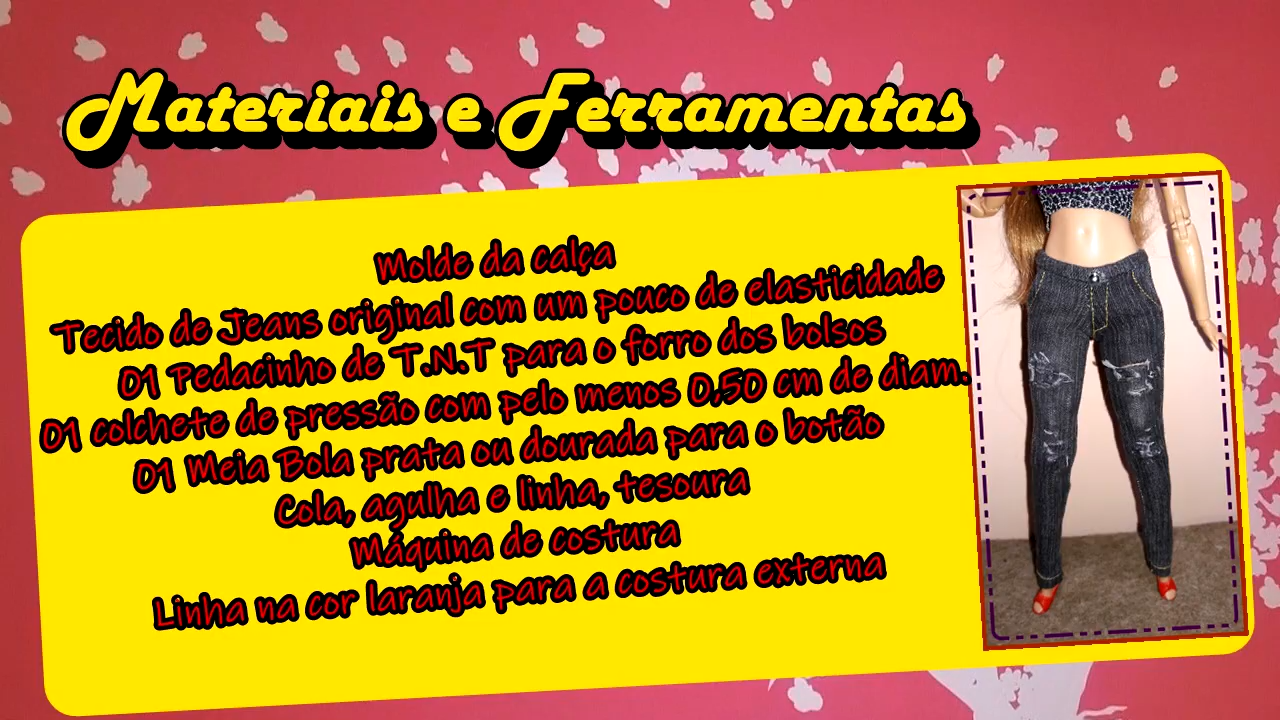 Materiais e Ferramentas
Molde da calça
Tecido de Jeans original com um pouco de elasticidade
01 Pedacinho de T.N.T para o forro dos bolsos
01 colchete de pressão com pelo menos 0,50 cm de diam.
01 Meia Bola prata ou dourada para o botão
Cola, agulha e linha, tesoura
Máquina de costura
Linha na cor laranja para a costura externa